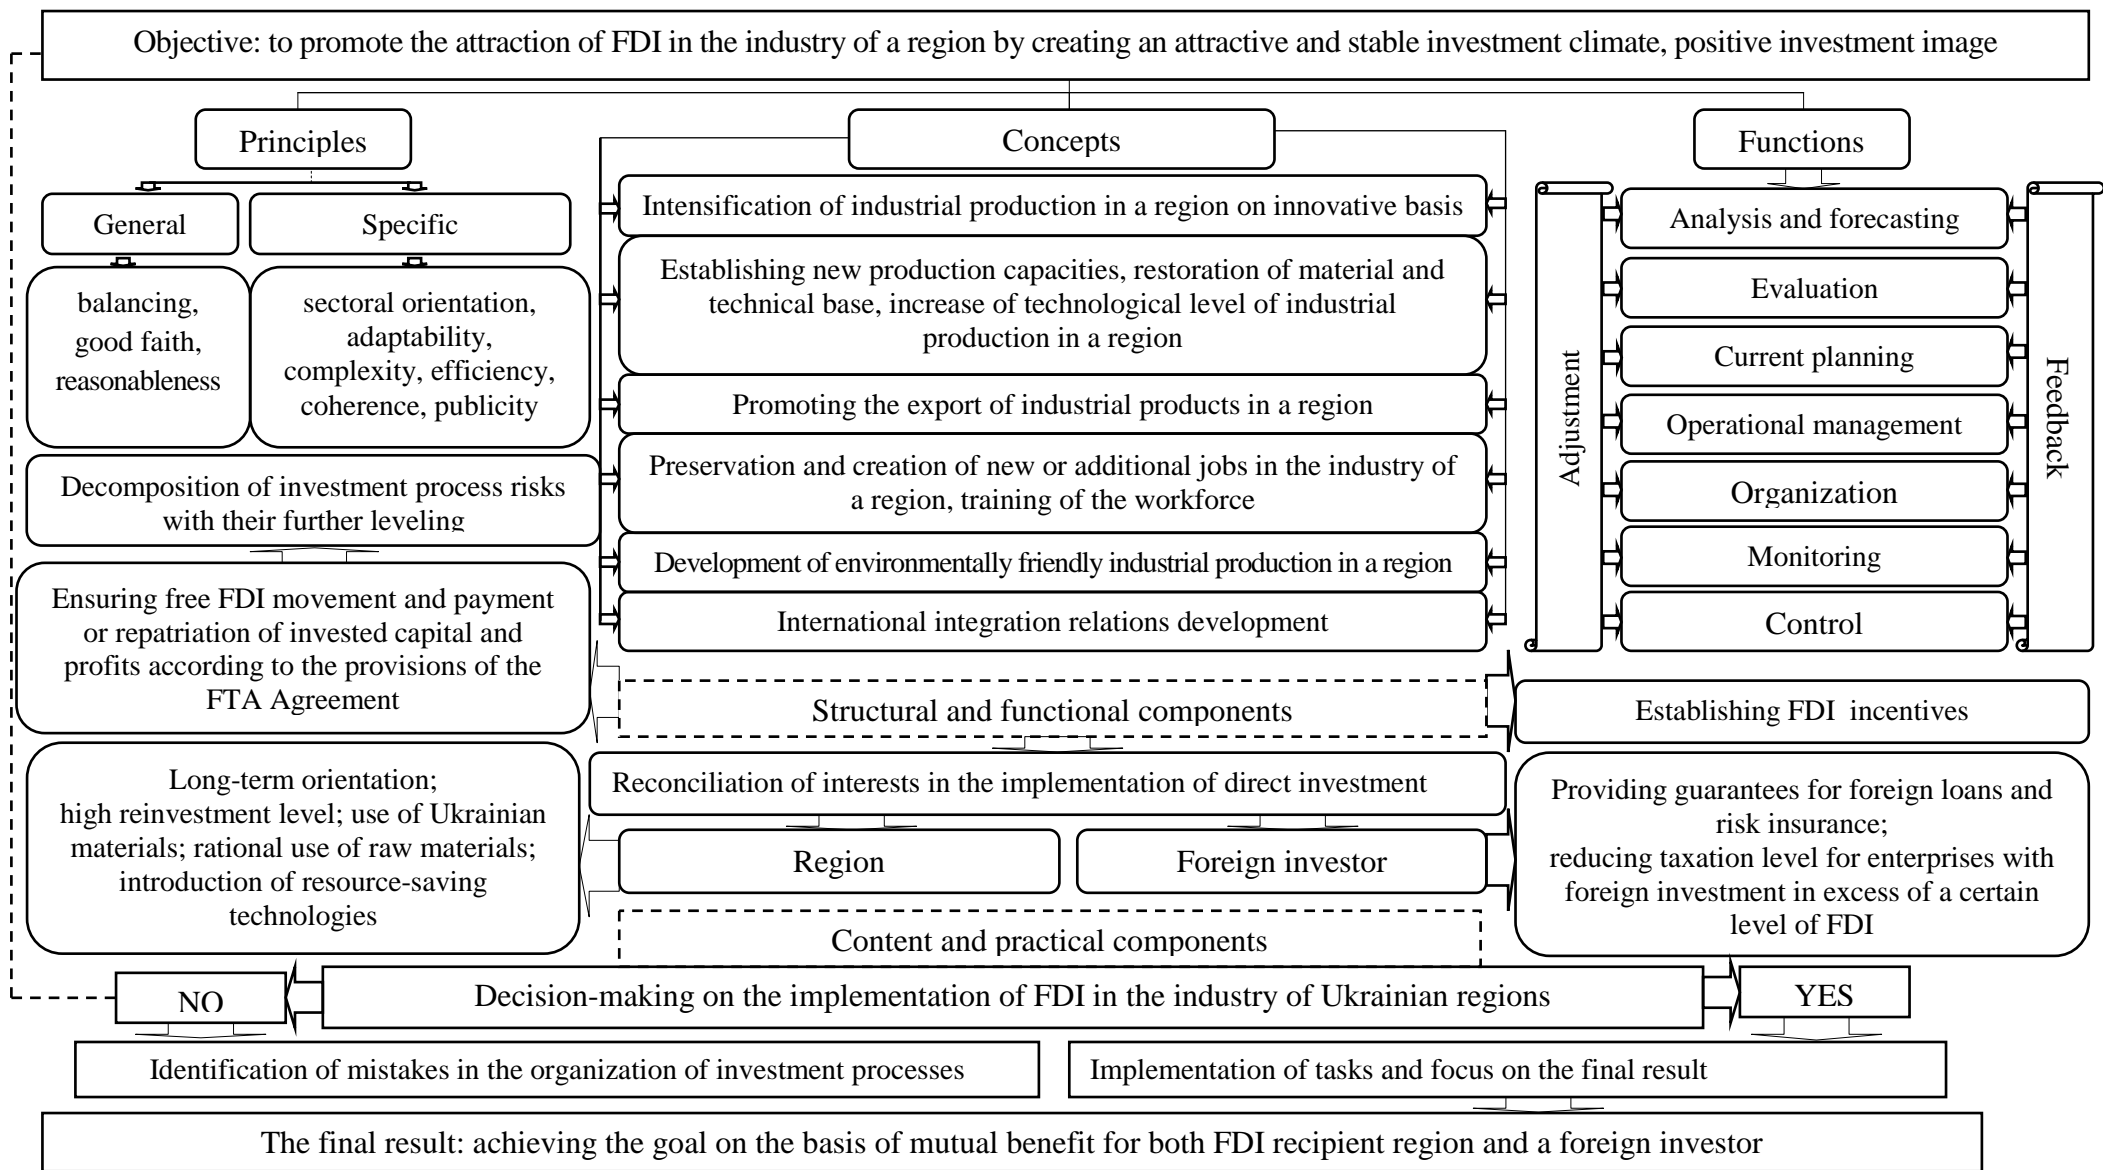 Objective: to promote the attraction of FDI in the industry of a region by creating an attractive and stable investment climate, positive investment image
Principles
Concepts
Functions
General
Specific
balancing,
good faith,
reasonableness
sectoral orientation,
adaptability,
complexity, efficiency,
coherence, publicity
Decomposition of investment process risks
with their further leveling
Ensuring free FDI movement and payment
or repatriation of invested capital and
profits according to the provisions of the
FTA Agreement
Intensification of industrial production in a region on innovative basis
Establishing new production capacities, restoration of material and
technical base, increase of technological level of industrial
production in a region
Promoting the export of industrial products in a region
Preservation and creation of new or additional jobs in the industry of
a region, training of the workforce
Development of environmentally friendly industrial production in a region
International integration relations development
Adjustment
Analysis and forecasting
Evaluation
Current planning
Operational management
Organization
Monitoring
Control
Feedback
Structural and functional components
Establishing FDI incentives
Reconciliation of interests in the implementation of direct investment
Long-term orientation;
high reinvestment level; use of Ukrainian
materials; rational use of raw materials;
introduction of resource-saving
technologies
Region
Foreign investor
Providing guarantees for foreign loans and
risk insurance;
reducing taxation level for enterprises with
foreign investment in excess of a certain
level of FDI
Content and practical components
NO
Decision-making on the implementation of FDI in the industry of Ukrainian regions
YES
Identification of mistakes in the organization of investment processes
Implementation of tasks and focus on the final result
The final result: achieving the goal on the basis of mutual benefit for both FDI recipient region and a foreign investor